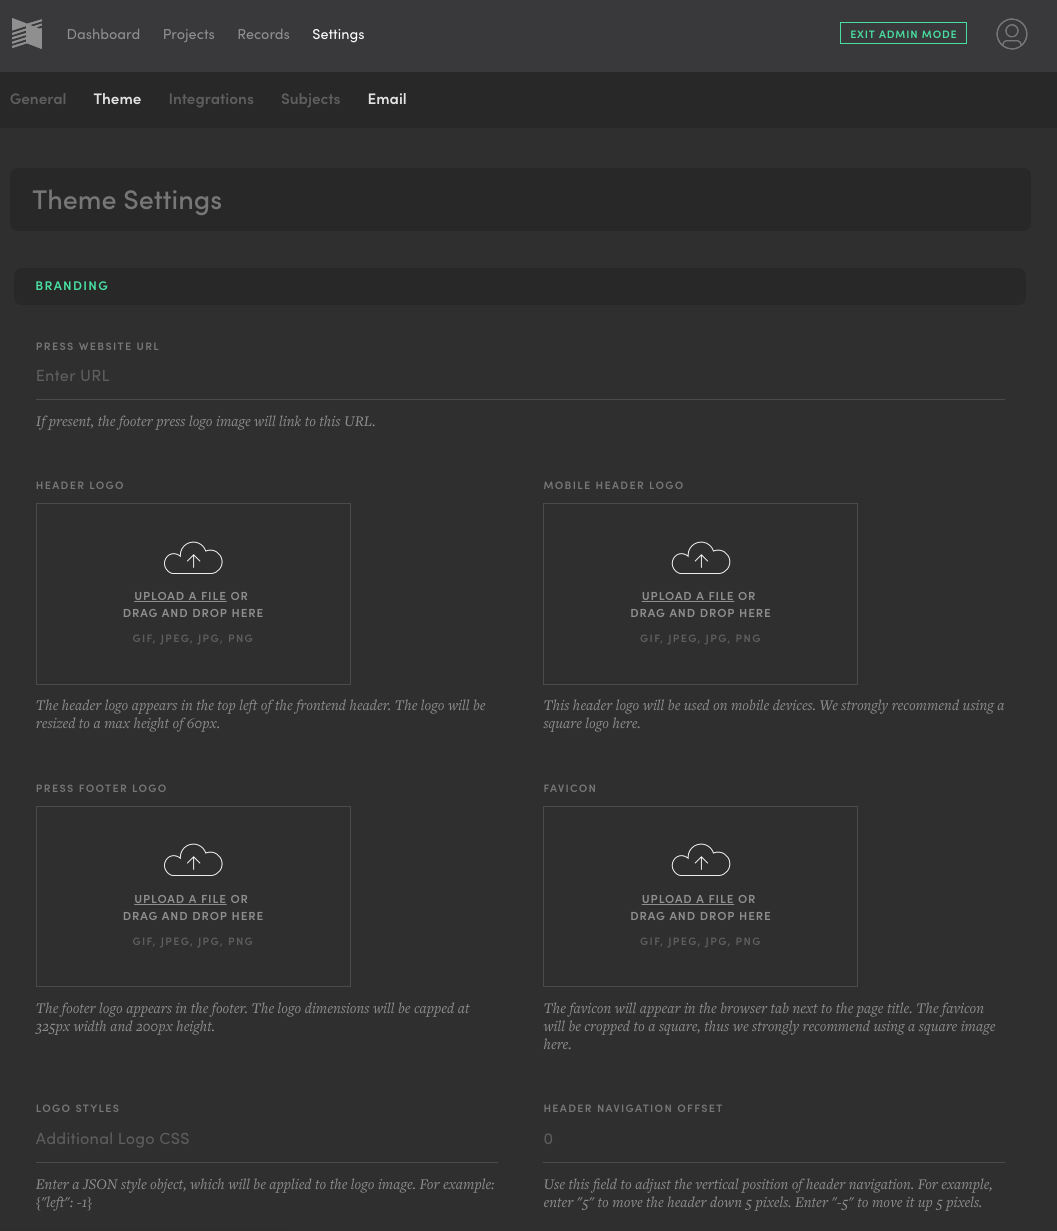 Dashboard Projects Records Settings EXIT ADMIN MODE
General Theme Integrations Subjects Email
Theme Settings
BRANDING
PRESS WEBSITE URL
Enter URL
If present, the footer press logo image will link to this URL.
HEADER LOGO
UPLOAD A FILE OR
DRAG AND DROP HERE
GIF, JPEG, JPG, PNG
The header logo appears in the top left of the frontend header. The logo will be
resized to a max height of 60px.
MOBILE HEADER LOGO
UPLOAD A FILE OR
DRAG AND DROP HERE
GIF, JPEG, JPG, PNG
This header logo will be used on mobile devices. We strongly recommend using a
square logo here.
PRESS FOOTER LOGO
UPLOAD A FILE OR
DRAG AND DROP HERE
GIF, JPEG, JPG, PNG
The footer logo appears in the footer. The logo dimensions will be capped at
325px width and 200px height.
FAVICON
UPLOAD A FILE OR
DRAG AND DROP HERE
GIF, JPEG, JPG, PNG
The favicon will appear in the browser tab next to the page title. The favicon
will be cropped to a square, thus we strongly recommend using a square image
here.
LOGO STYLES
Additional Logo CSS
Enter a JSON style object, which will be applied to the logo image. For example:
{"left": -1}
HEADER NAVIGATION OFFSET
0
Use this field to adjust the vertical position of header navigation. For example,
enter "5" to move the header down 5 pixels. Enter "-5" to move it up 5 pixels.